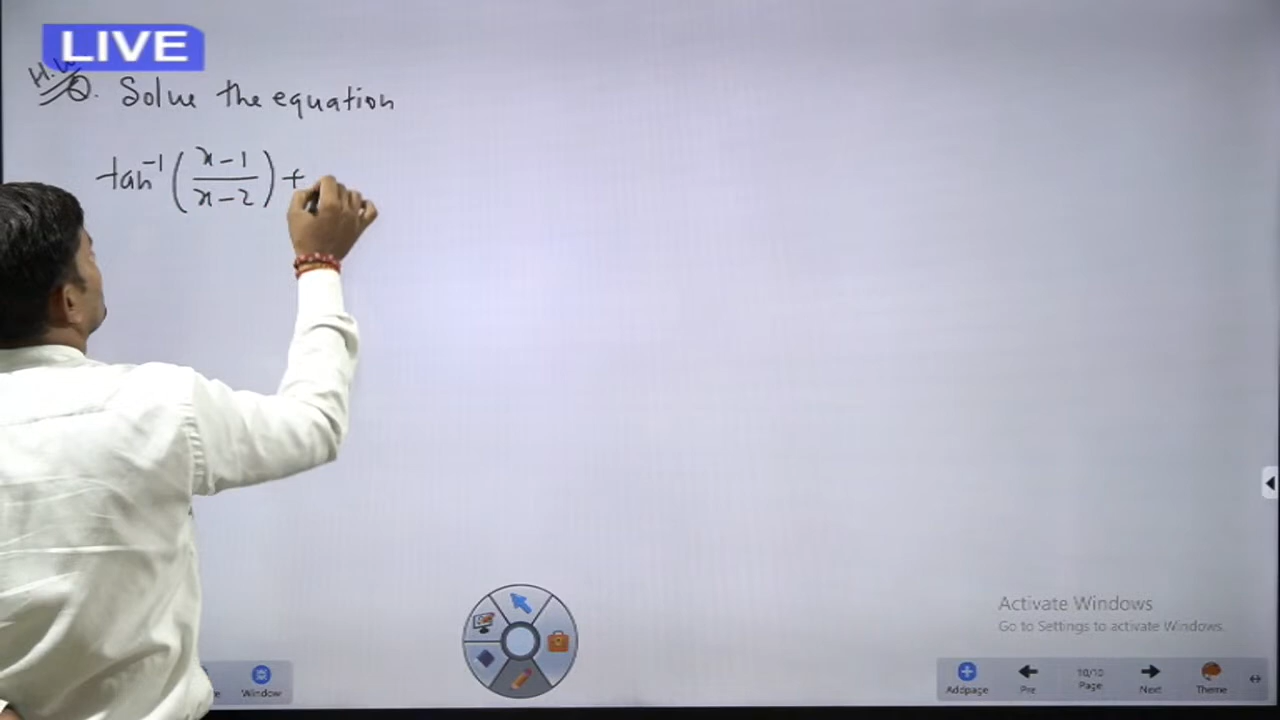 LIVE
H.W
Q. Solve the equation
tan⁻¹ ( x-1 / x-2 ) +
Activate Windows
Go to Settings to activate Windows.
Window
Addpage
Pre
10/10
Page
Next
Theme